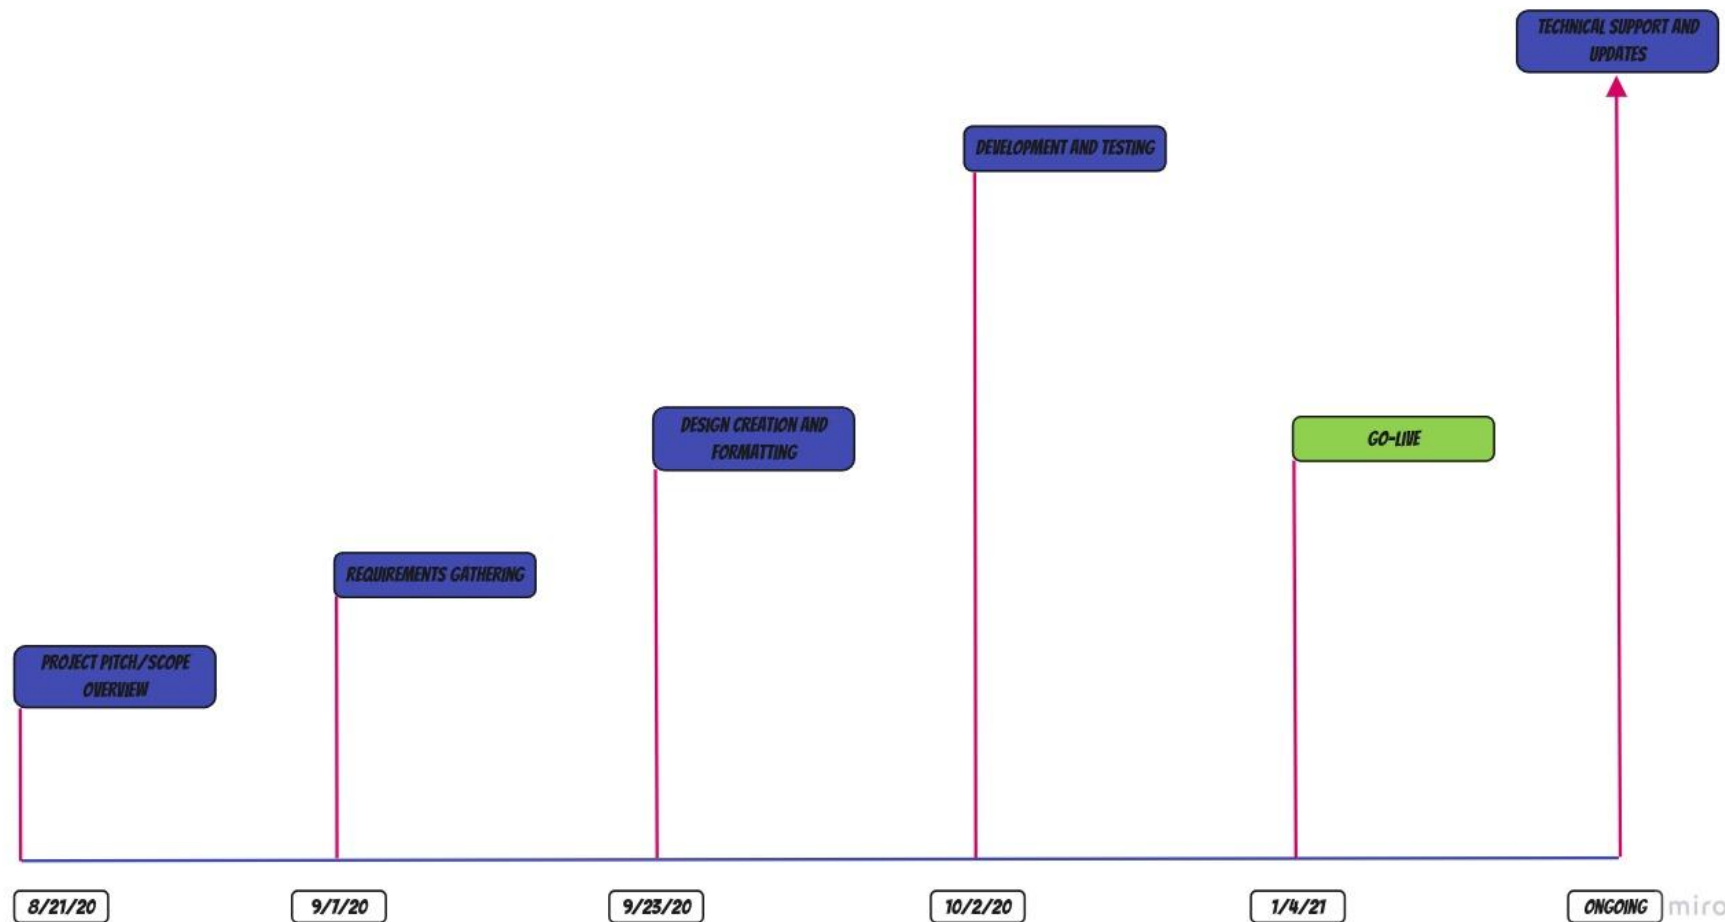 TECHNICAL SUPPORT AND
UPDATES
DEVELOPMENT AND TESTING
DESIGN CREATION AND
FORMATTING
GO-LIVE
REQUIREMENTS GATHERING
PROJECT PITCH/SCOPE
OVERVIEW
8/21/20
9/7/20
9/23/20
10/2/20
1/4/21
ONGOING
miro